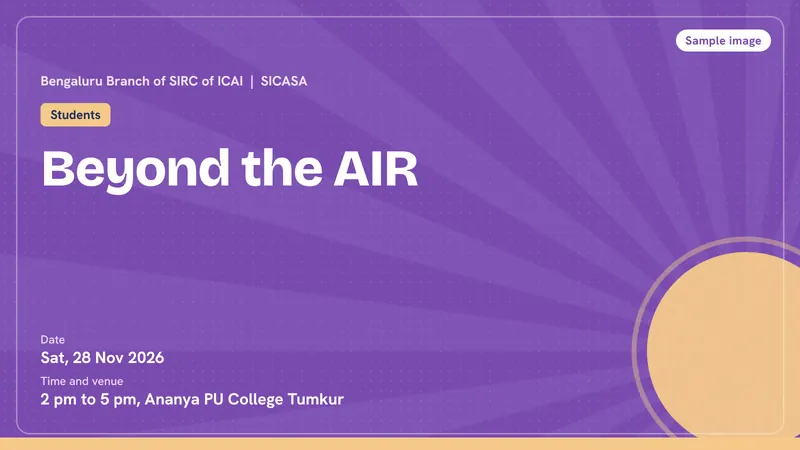 Sample image
Bengaluru Branch of SIRC of ICAI | SICASA
Students
Beyond the AIR
Date
Sat, 28 Nov 2026
Time and venue
2 pm to 5 pm, Ananya PU College Tumkur